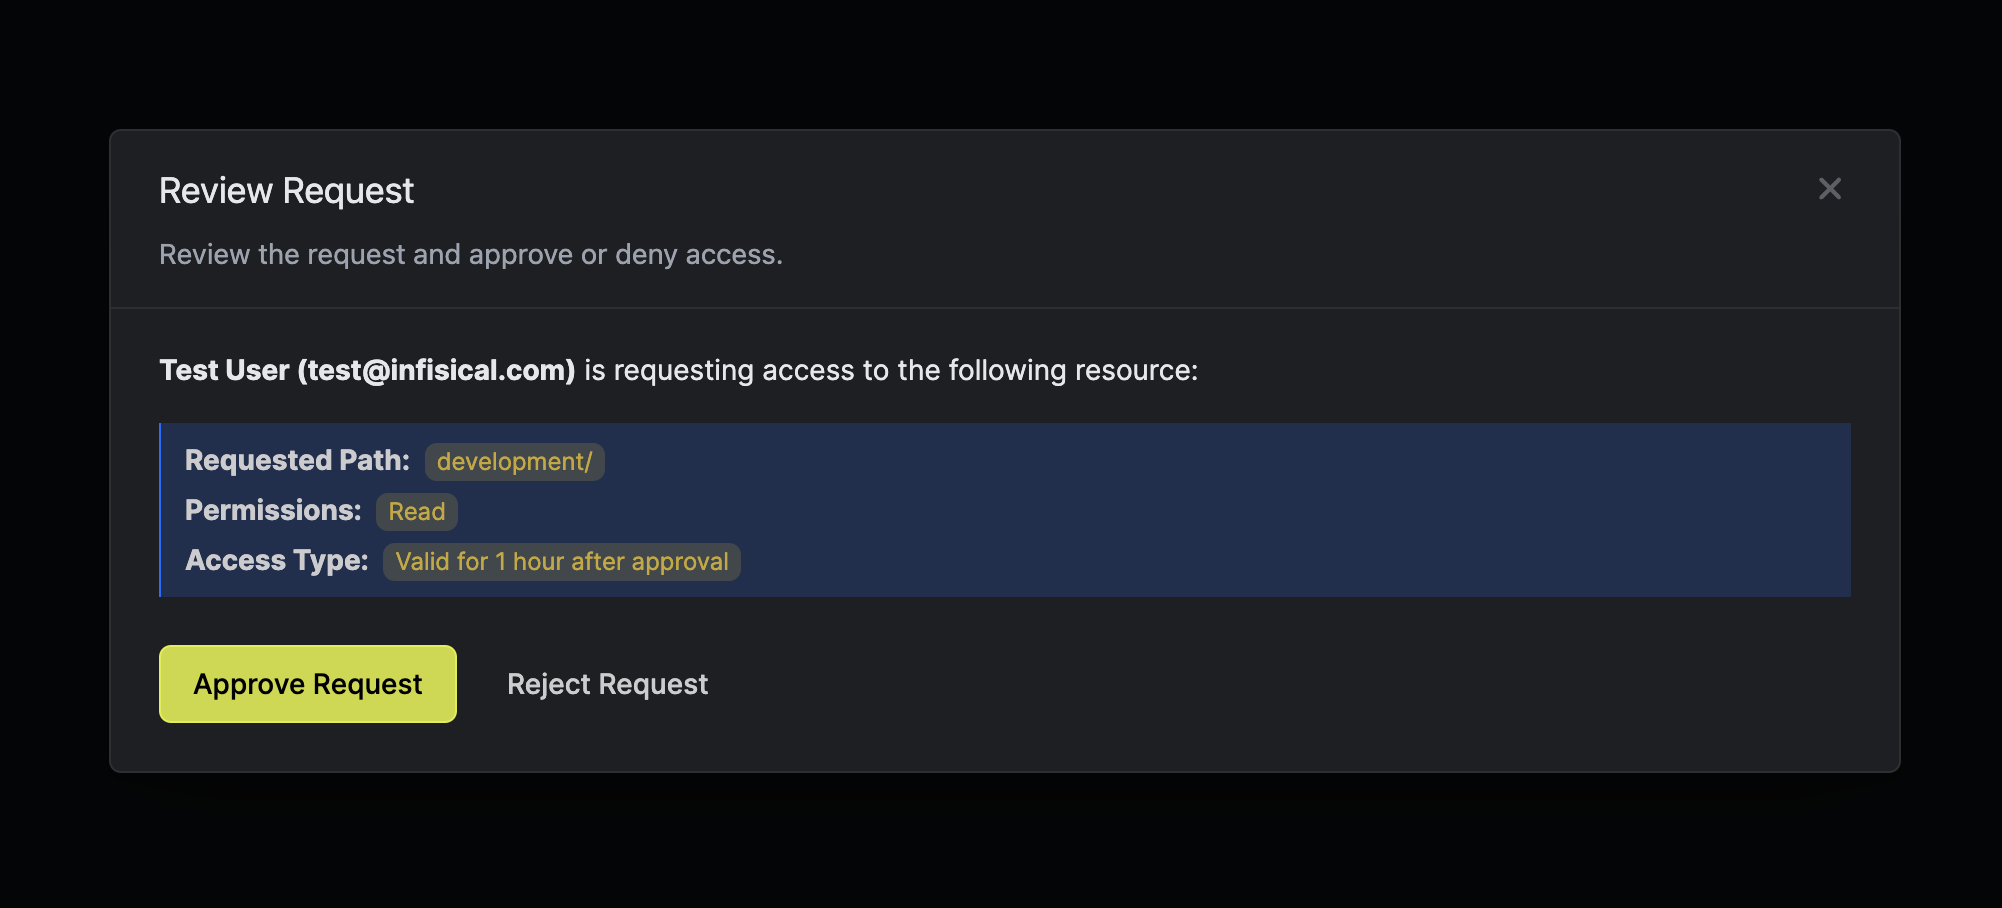 Review Request
Review the request and approve or deny access.
Test User (test@infisical.com) is requesting access to the following resource:
Requested Path: development/
Permissions: Read
Access Type: Valid for 1 hour after approval
Approve Request Reject Request